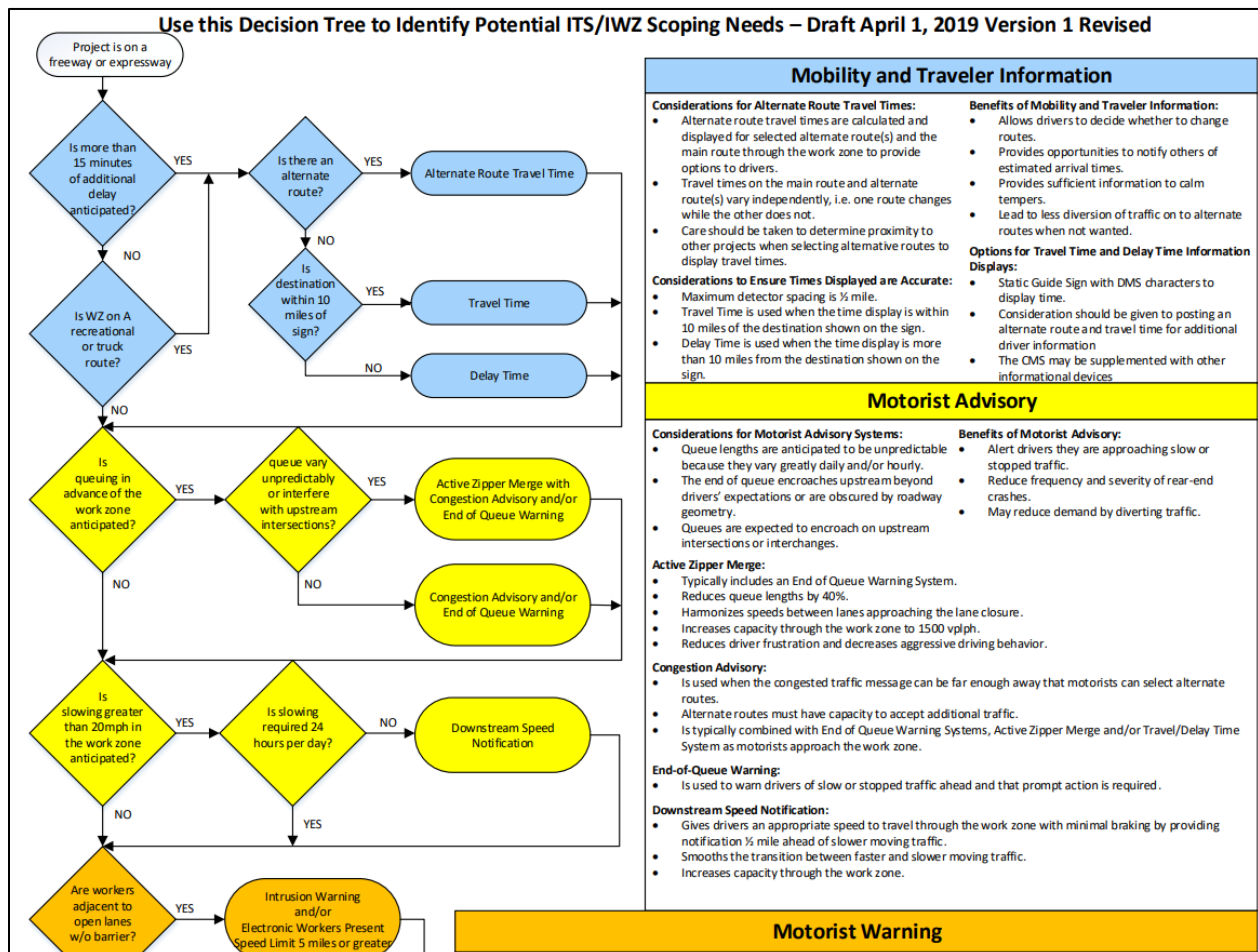 Use this Decision Tree to Identify Potential ITS/IWZ Scoping Needs – Draft April 1, 2019 Version 1 Revised
Project is on a
freeway or expressway
Is more than
15 minutes
of additional
delay
anticipated?
YES
NO
Is there an
alternate
route?
YES
NO
Alternate Route Travel Time
Is WZ on A
recreational
or truck
route?
YES
NO
Is
destination
within 10
miles of
sign?
YES
NO
Travel Time
Delay Time
Is
queuing in
advance of the
work zone
anticipated?
YES
NO
queue vary
unpredictably
or interfere
with upstream
intersections?
YES
NO
Active Zipper Merge with
Congestion Advisory and/or
End of Queue Warning
Congestion Advisory and/or
End of Queue Warning
Is
slowing greater
than 20mph in
the work zone
anticipated?
YES
NO
Is slowing
required 24
hours per day?
NO
YES
Downstream Speed
Notification
Are workers
adjacent to
open lanes
w/o barrier?
YES
Intrusion Warning
and/or
Electronic Workers Present
Speed Limit 5 miles or greater
Mobility and Traveler Information
Considerations for Alternate Route Travel Times:
• Alternate route travel times are calculated and
displayed for selected alternate route(s) and the
main route through the work zone to provide
options to drivers.
• Travel times on the main route and alternate
route(s) vary independently, i.e. one route changes
while the other does not.
• Care should be taken to determine proximity to
other projects when selecting alternative routes to
display travel times.
Considerations to Ensure Times Displayed are Accurate:
• Maximum detector spacing is ½ mile.
• Travel Time is used when the time display is within
10 miles of the destination shown on the sign.
• Delay Time is used when the time display is more
than 10 miles from the destination shown on the
sign.
Benefits of Mobility and Traveler Information:
• Allows drivers to decide whether to change
routes.
• Provides opportunities to notify others of
estimated arrival times.
• Provides sufficient information to calm
tempers.
• Lead to less diversion of traffic on to alternate
routes when not wanted.
Options for Travel Time and Delay Time Information
Displays:
• Static Guide Sign with DMS characters to
display time.
• Consideration should be given to posting an
alternate route and travel time for additional
driver information
• The CMS may be supplemented with other
informational devices
Motorist Advisory
Considerations for Motorist Advisory Systems:
• Queue lengths are anticipated to be unpredictable
because they vary greatly daily and/or hourly.
• The end of queue encroaches upstream beyond
drivers' expectations or are obscured by roadway
geometry.
• Queues are expected to encroach on upstream
intersections or interchanges.
Benefits of Motorist Advisory:
• Alert drivers they are approaching slow or
stopped traffic.
• Reduce frequency and severity of rear-end
crashes.
• May reduce demand by diverting traffic.
Active Zipper Merge:
• Typically includes an End of Queue Warning System.
• Reduces queue lengths by 40%.
• Harmonizes speeds between lanes approaching the lane closure.
• Increases capacity through the work zone to 1500 vplph.
• Reduces driver frustration and decreases aggressive driving behavior.
Congestion Advisory:
• Is used when the congested traffic message can be far enough away that motorists can select alternate
routes.
• Alternate routes must have capacity to accept additional traffic.
• Is typically combined with End of Queue Warning Systems, Active Zipper Merge and/or Travel/Delay Time
System as motorists approach the work zone.
End-of-Queue Warning:
• Is used to warn drivers of slow or stopped traffic ahead and that prompt action is required.
Downstream Speed Notification:
• Gives drivers an appropriate speed to travel through the work zone with minimal braking by providing
notification ½ mile ahead of slower moving traffic.
• Smooths the transition between faster and slower moving traffic.
• Increases capacity through the work zone.
Motorist Warning